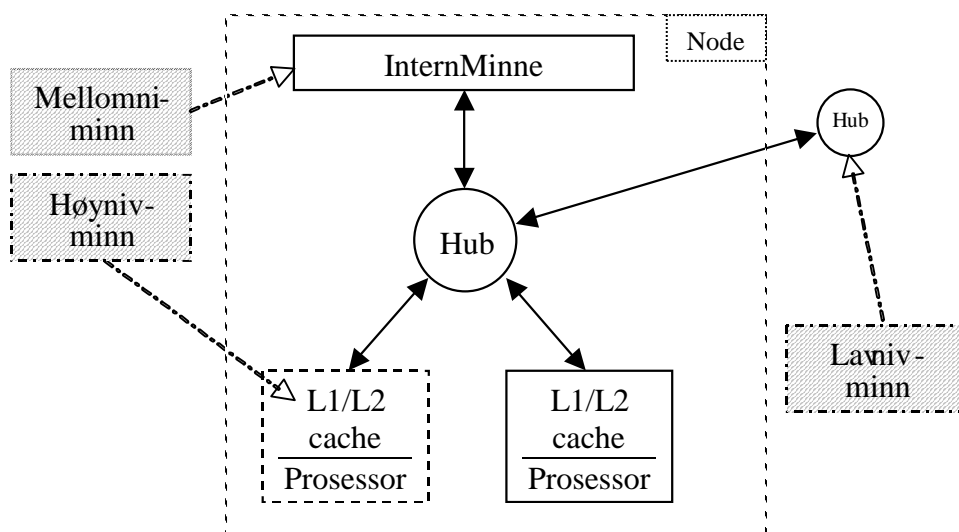 Node
InternMinne
Mellomni-
minn
Hub
Høyniv-
minn
Hub
Lavniv-
minn
L1/L2
cache
Prosessor
L1/L2
cache
Prosessor